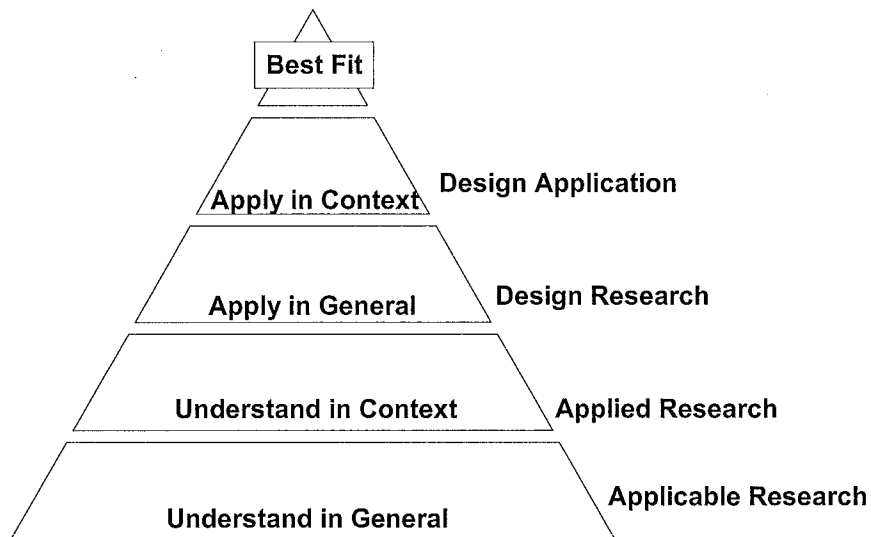 Best Fit
Apply in Context
Design Application
Apply in General
Design Research
Understand in Context
Applied Research
Understand in General
Applicable Research